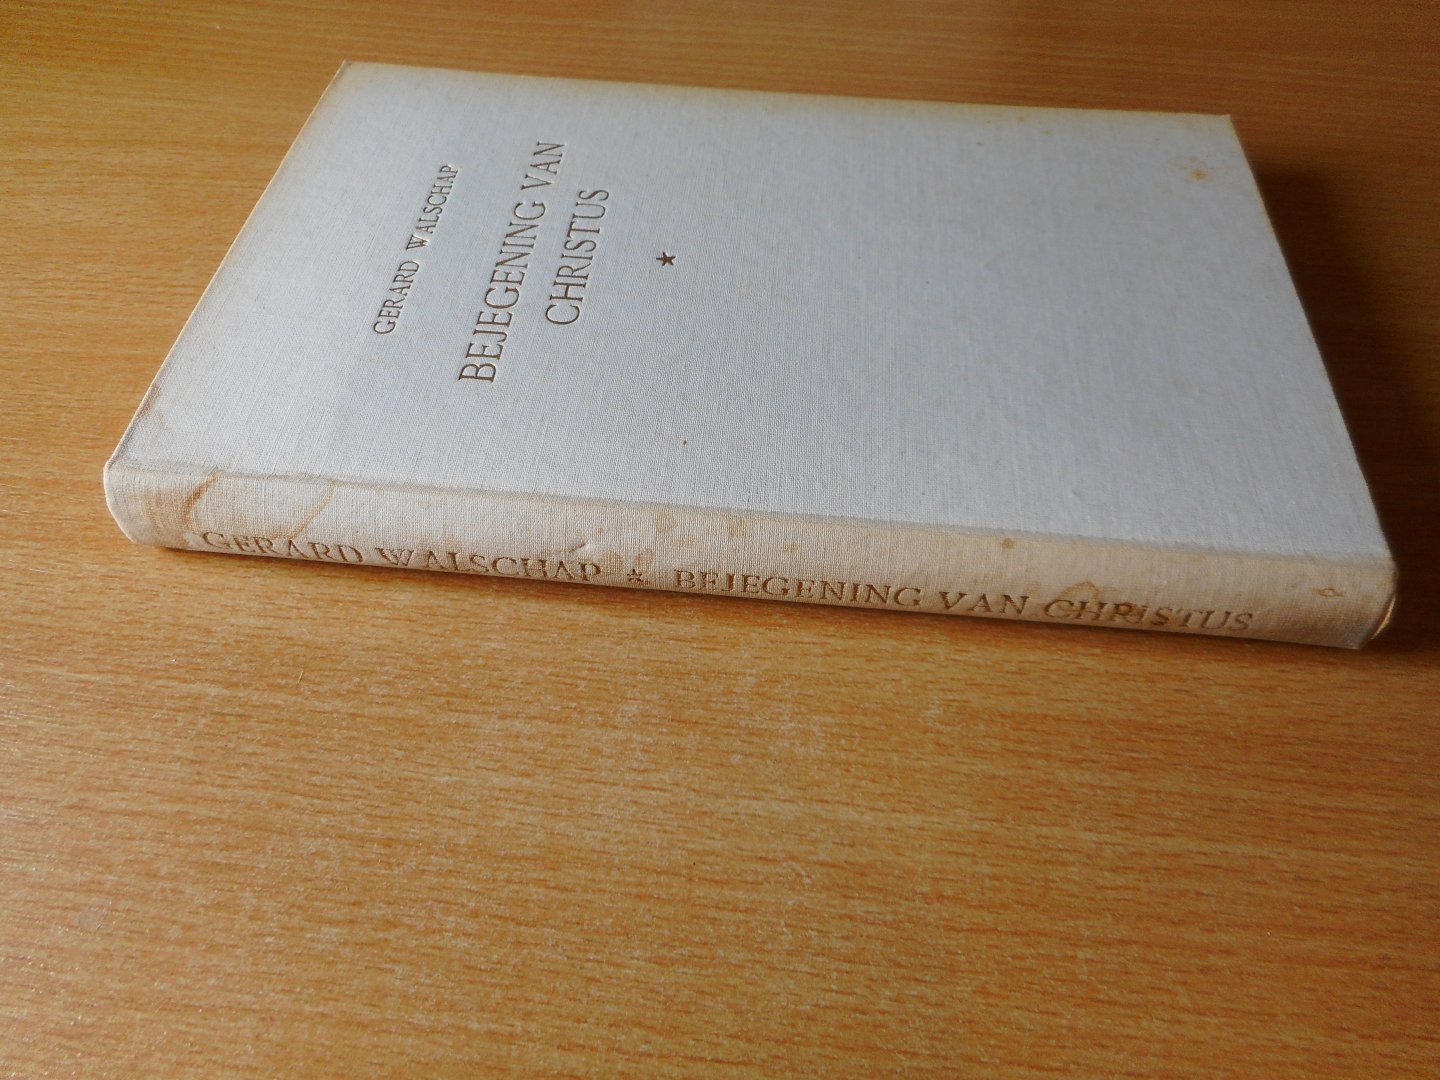 GERARD WALSCHAP
BEJEGENING VAN
CHRISTUS
*
GERARD WALSCHAP * BEJEGENING VAN CHRISTUS